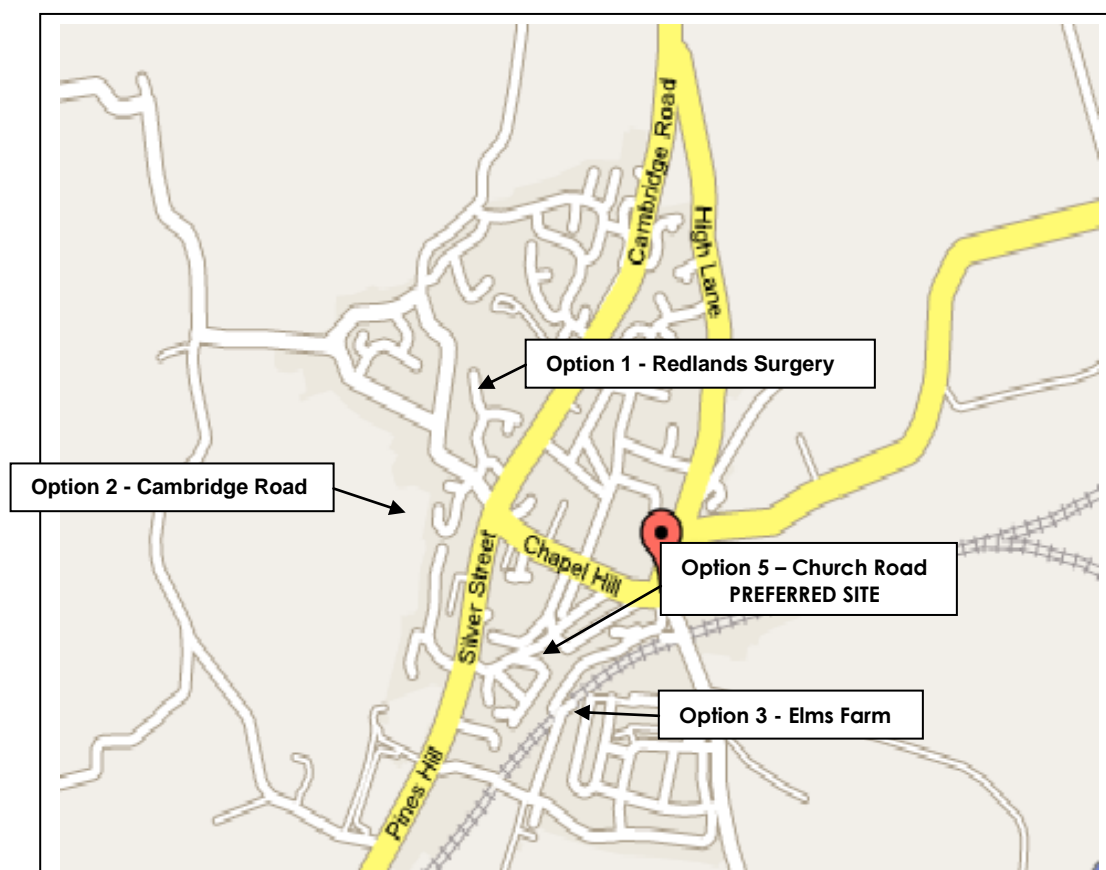 Cambridge Road
High Lane
Option 1 - Redlands Surgery
Option 2 - Cambridge Road
Chapel Hill
Silver Street
Option 5 – Church Road
PREFERRED SITE
Option 3 - Elms Farm
Pines Hill